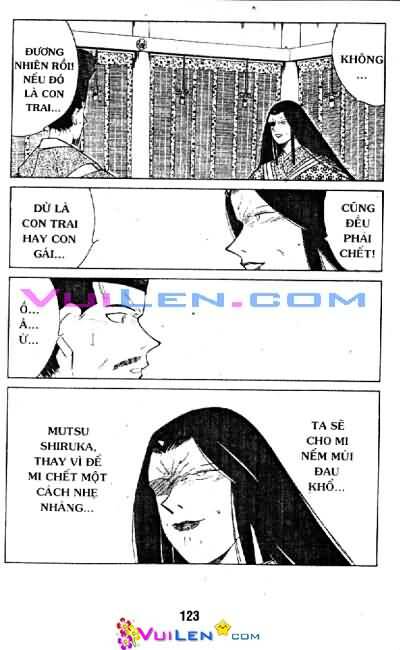 ĐƯƠNG
NHIÊN RỒI!
NẾU ĐÓ
LÀ CON
TRAI...
KHÔNG
...
DỪ LÀ
CON TRAI
HAY CON
GÁI...
CŨNG
ĐỀU
PHẢI
CHẾT!
VUILEN.COM
Ồ...
À...
Ừ...
MUTSU
SHIRUKA,
THAY VÌ ĐỂ
MI CHẾT MỘT
CÁCH NHẸ
NHÀNG...
TA SẼ
CHO MI
NẾM MÙI
ĐAU
KHỔ...
123
VUILEN.COM